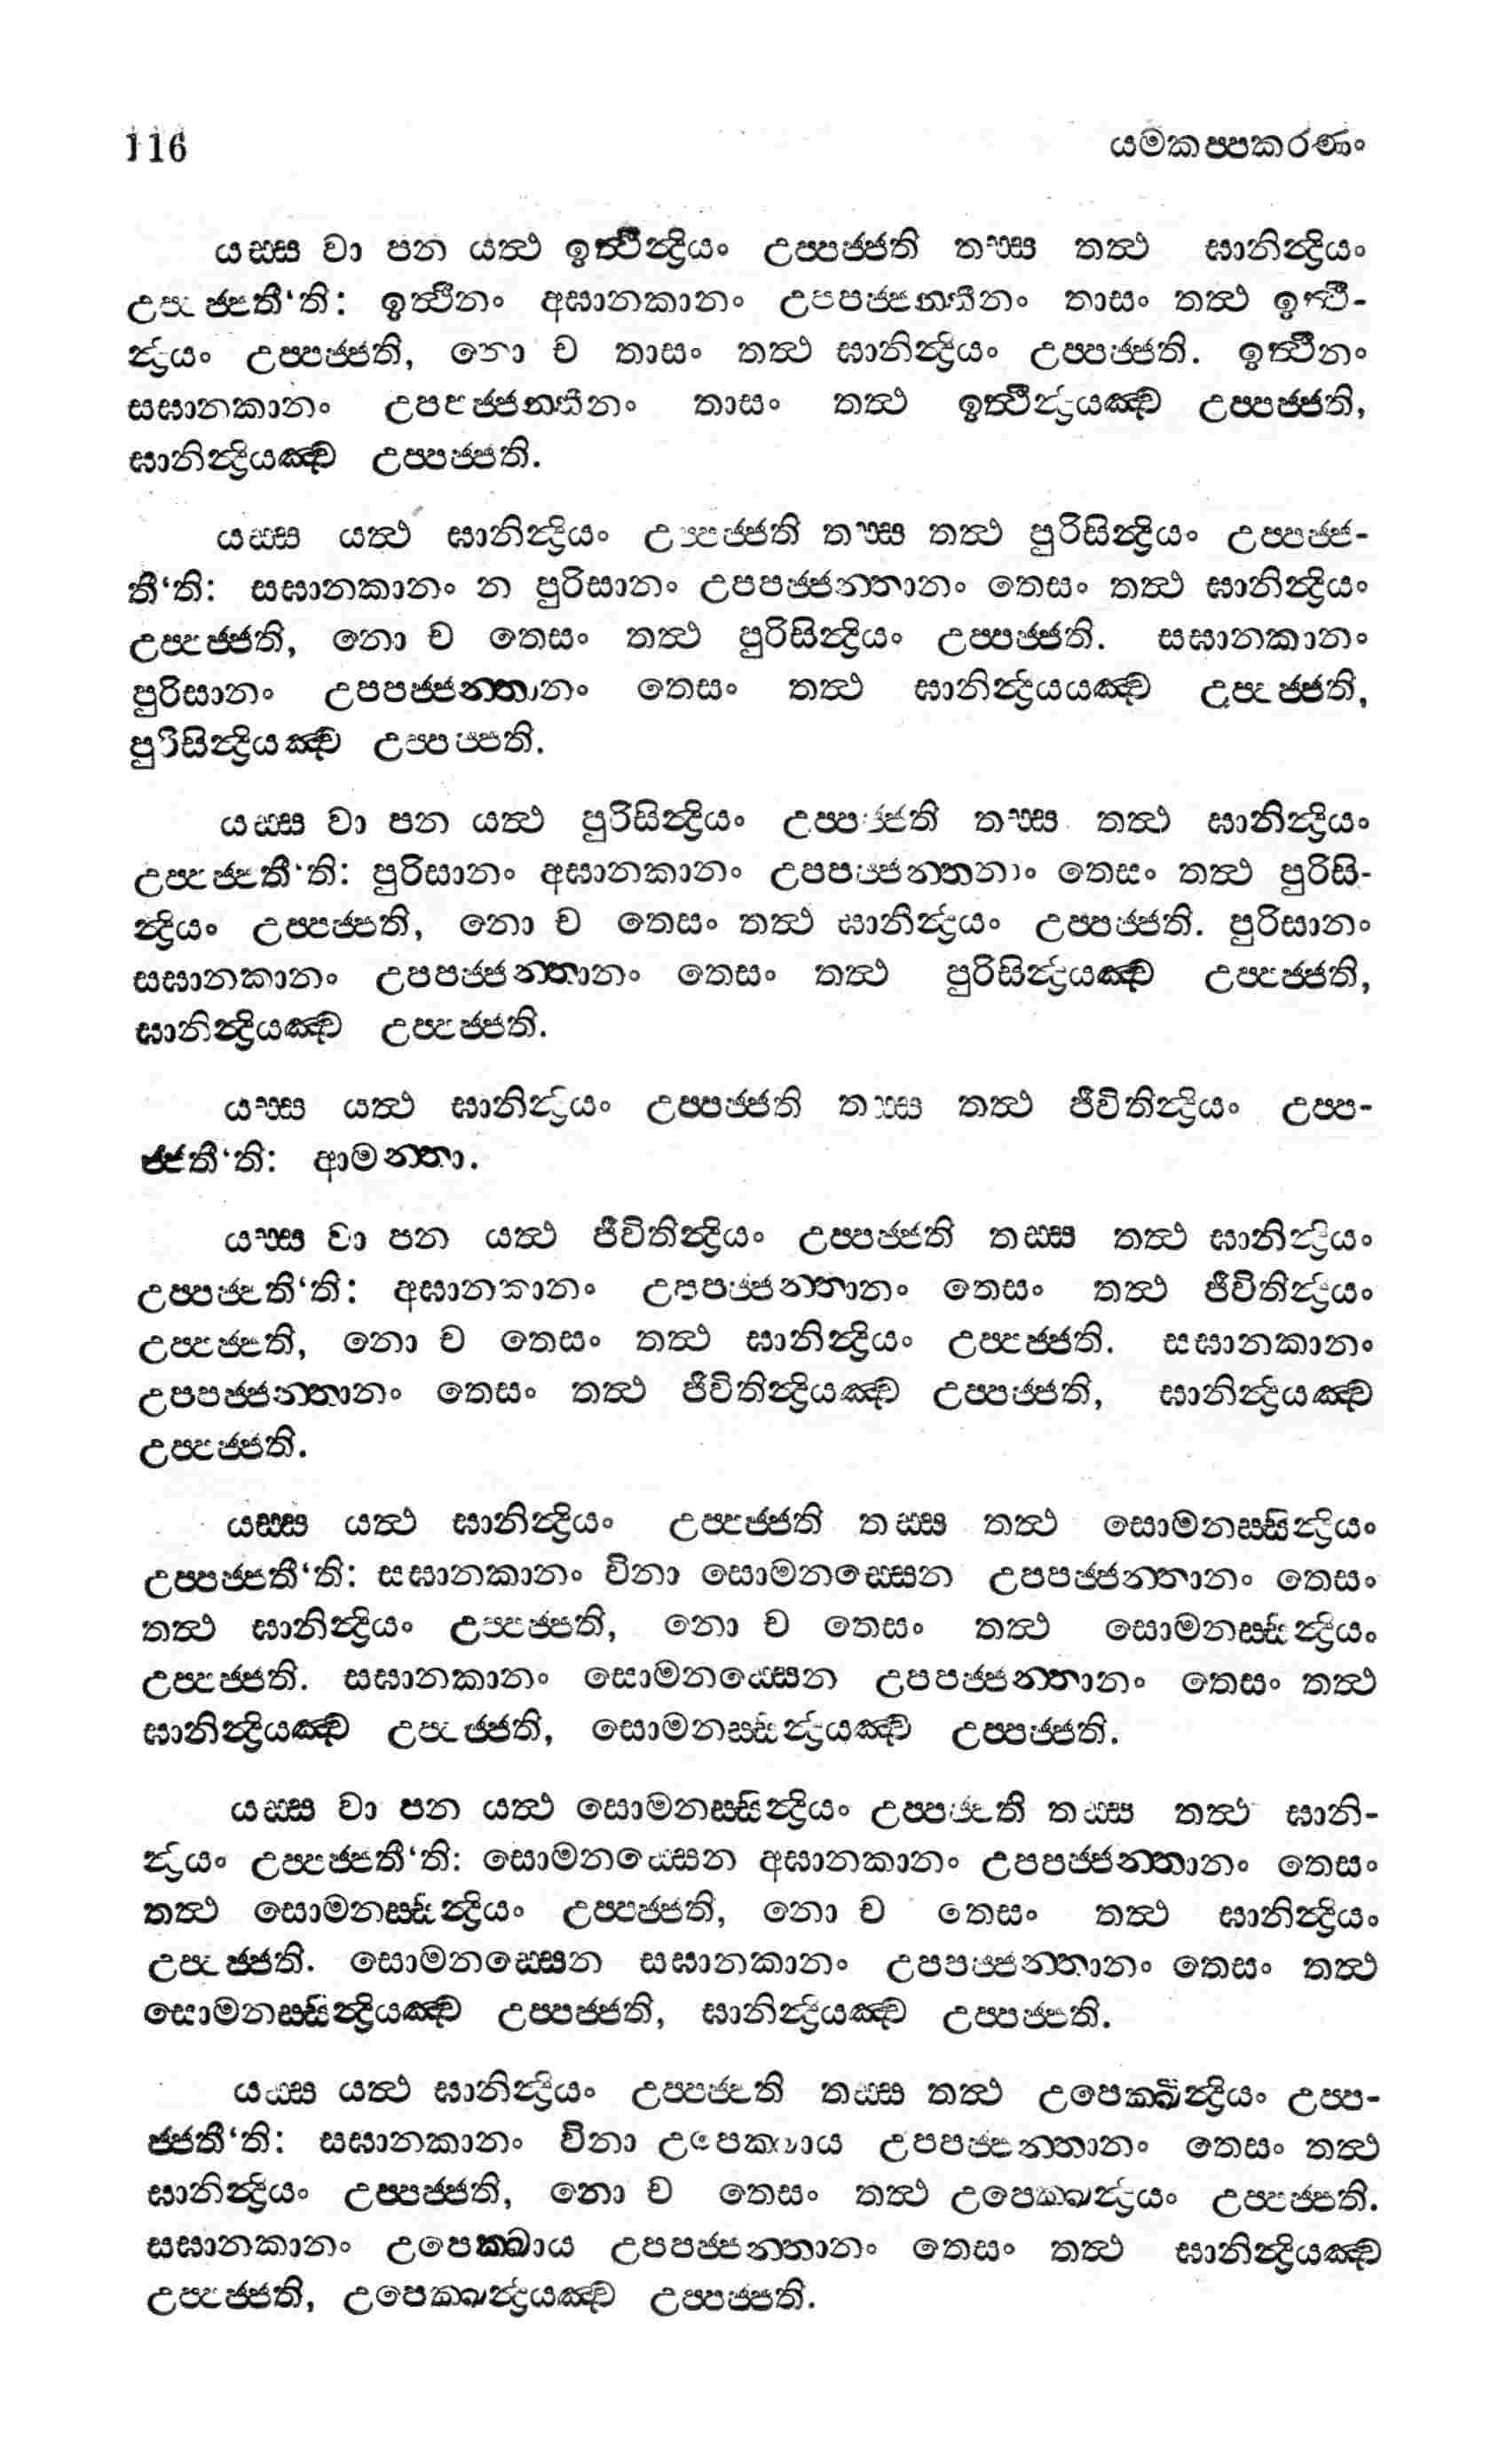 116 යමකප්පකරණං
යස්ස වා පන යත්ථ ඉත්ථින්ද්‍රියං උප්පජ්ජති තස්ස තත්ථ ඝානින්ද්‍රියං
උප්පජ්ජතී‘ති: ඉත්ථීනං අඝානකානං උපපජ්ජන්තීනං තාසං තත්ථ ඉත්ථි-
න්ද්‍රියං උප්පජ්ජති, නො ච තාසං තත්ථ ඝානින්ද්‍රියං උප්පජ්ජති. ඉත්ථීනං
සඝානකානං උපපජ්ජන්තීනං තාසං තත්ථ ඉත්ථින්ද්‍රියඤ්ච උප්පජ්ජති,
ඝානින්ද්‍රියඤ්ච උප්පජ්ජති.
යස්ස යත්ථ ඝානින්ද්‍රියං උප්පජ්ජති තස්ස තත්ථ පුරිසින්ද්‍රියං උප්පජ්ජ-
තී‘ති: සඝානකානං න පුරිසානං උපපජ්ජන්තානං තෙසං තත්ථ ඝානින්ද්‍රියං
උප්පජ්ජති, නො ච තෙසං තත්ථ පුරිසින්ද්‍රියං උප්පජ්ජති. සඝානකානං
පුරිසානං උපපජ්ජන්තානං තෙසං තත්ථ ඝානින්ද්‍රියයඤ්ච උප්පජ්ජති,
පුරිසින්ද්‍රියඤ්ච උප්පජ්ජති.
යස්ස වා පන යත්ථ පුරිසින්ද්‍රියං උප්පජ්ජති තස්ස තත්ථ ඝානින්ද්‍රියං
උප්පජ්ජතී‘ති: පුරිසානං අඝානකානං උපපජ්ජන්තනාං තෙසං තත්ථ පුරිසි-
න්ද්‍රියං උප්පජ්ජති, නො ච තෙසං තත්ථ ඝානින්ද්‍රියං උප්පජ්ජති. පුරිසානං
සඝානකානං උපපජ්ජන්තානං තෙසං තත්ථ පුරිසින්ද්‍රියඤ්ච උප්පජ්ජති,
ඝානින්ද්‍රියඤ්ච උප්පජ්ජති.
යස්ස යත්ථ ඝානින්ද්‍රියං උප්පජ්ජති තස්ස තත්ථ ජීවිතින්ද්‍රියං උප්ප-
ජ්ජතී‘ති: ආමන්තා.
යස්ස වා පන යත්ථ ජීවිතින්ද්‍රියං උප්පජ්ජති තස්ස තත්ථ ඝානින්ද්‍රියං
උප්පජ්ජති‘ති: අඝානකානං උපපජ්ජන්තානං තෙසං තත්ථ ජීවිතින්ද්‍රියං
උප්පජ්ජති, නො ච තෙසං තත්ථ ඝානින්ද්‍රියං උප්පජ්ජති. සඝානකානං
උපපජ්ජන්තානං තෙසං තත්ථ ජීවිතින්ද්‍රියඤ්ච උප්පජ්ජති, ඝානින්ද්‍රියඤ්ච
උප්පජ්ජති.
යස්ස යත්ථ ඝානින්ද්‍රියං උප්පජ්ජති තස්ස තත්ථ සොමනස්සින්ද්‍රියං
උප්පජ්ජතී‘ති: සඝානකානං විනා සොමනස්සෙන උපපජ්ජන්තානං තෙසං
තත්ථ ඝානින්ද්‍රියං උප්පජ්ජති, නො ච තෙසං තත්ථ සොමනස්සින්ද්‍රියං
උප්පජ්ජති. සඝානකානං සොමනස්සෙන උපපජ්ජන්තානං තෙසං තත්ථ
ඝානින්ද්‍රියඤ්ච උප්පජ්ජති, සොමනස්සින්ද්‍රියඤ්ච උප්පජ්ජති.
යස්ස වා පන යත්ථ සොමනස්සින්ද්‍රියං උප්පජ්ජති තස්ස තත්ථ ඝානි-
න්ද්‍රියං උප්පජ්ජතී‘ති: සොමනස්සෙන අඝානකානං උපපජ්ජන්තානං තෙසං
තත්ථ සොමනස්සින්ද්‍රියං උප්පජ්ජති, නො ච තෙසං තත්ථ ඝානින්ද්‍රියං
උප්පජ්ජති. සොමනස්සෙන සඝානකානං උපපජ්ජන්තානං තෙසං තත්ථ
සොමනස්සින්ද්‍රියඤ්ච උප්පජ්ජති, ඝානින්ද්‍රියඤ්ච උප්පජ්ජති.
යස්ස යත්ථ ඝානින්ද්‍රියං උප්පජ්ජති තස්ස තත්ථ උපෙක්ඛින්ද්‍රියං උප්ප-
ජ්ජතී‘ති: සඝානකානං විනා උපෙක්ඛාය උපපජ්ජන්තානං තෙසං තත්ථ
ඝානින්ද්‍රියං උප්පජ්ජති, නො ච තෙසං තත්ථ උපෙක්ඛින්ද්‍රියං උප්පජ්ජති.
සඝානකානං උපෙක්ඛාය උපපජ්ජන්තානං තෙසං තත්ථ ඝානින්ද්‍රියඤ්ච
උප්පජ්ජති, උපෙක්ඛින්ද්‍රියඤ්ච උප්පජ්ජති.